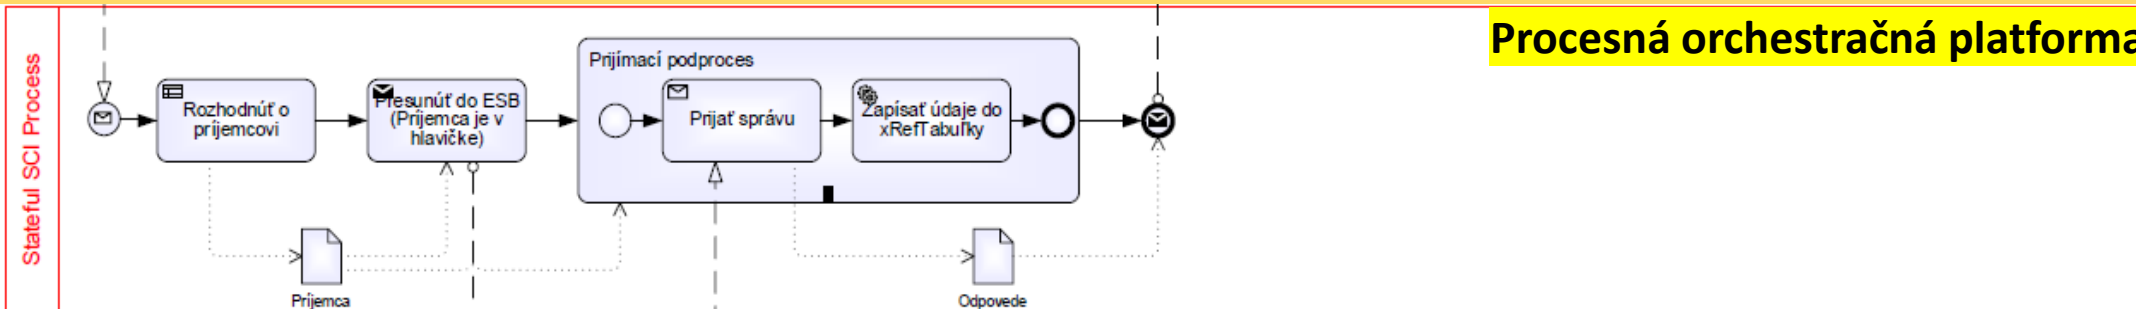 Stateful SCI Process
Procesná orchestračná platforma
Rozhodnúť o
príjemcovi
Presunúť do ESB
(Príjemca je v
hlavičke)
Prijímací podproces
Prijať správu
Zapísať údaje do
xRefTabuľky
Príjemca
Odpovede